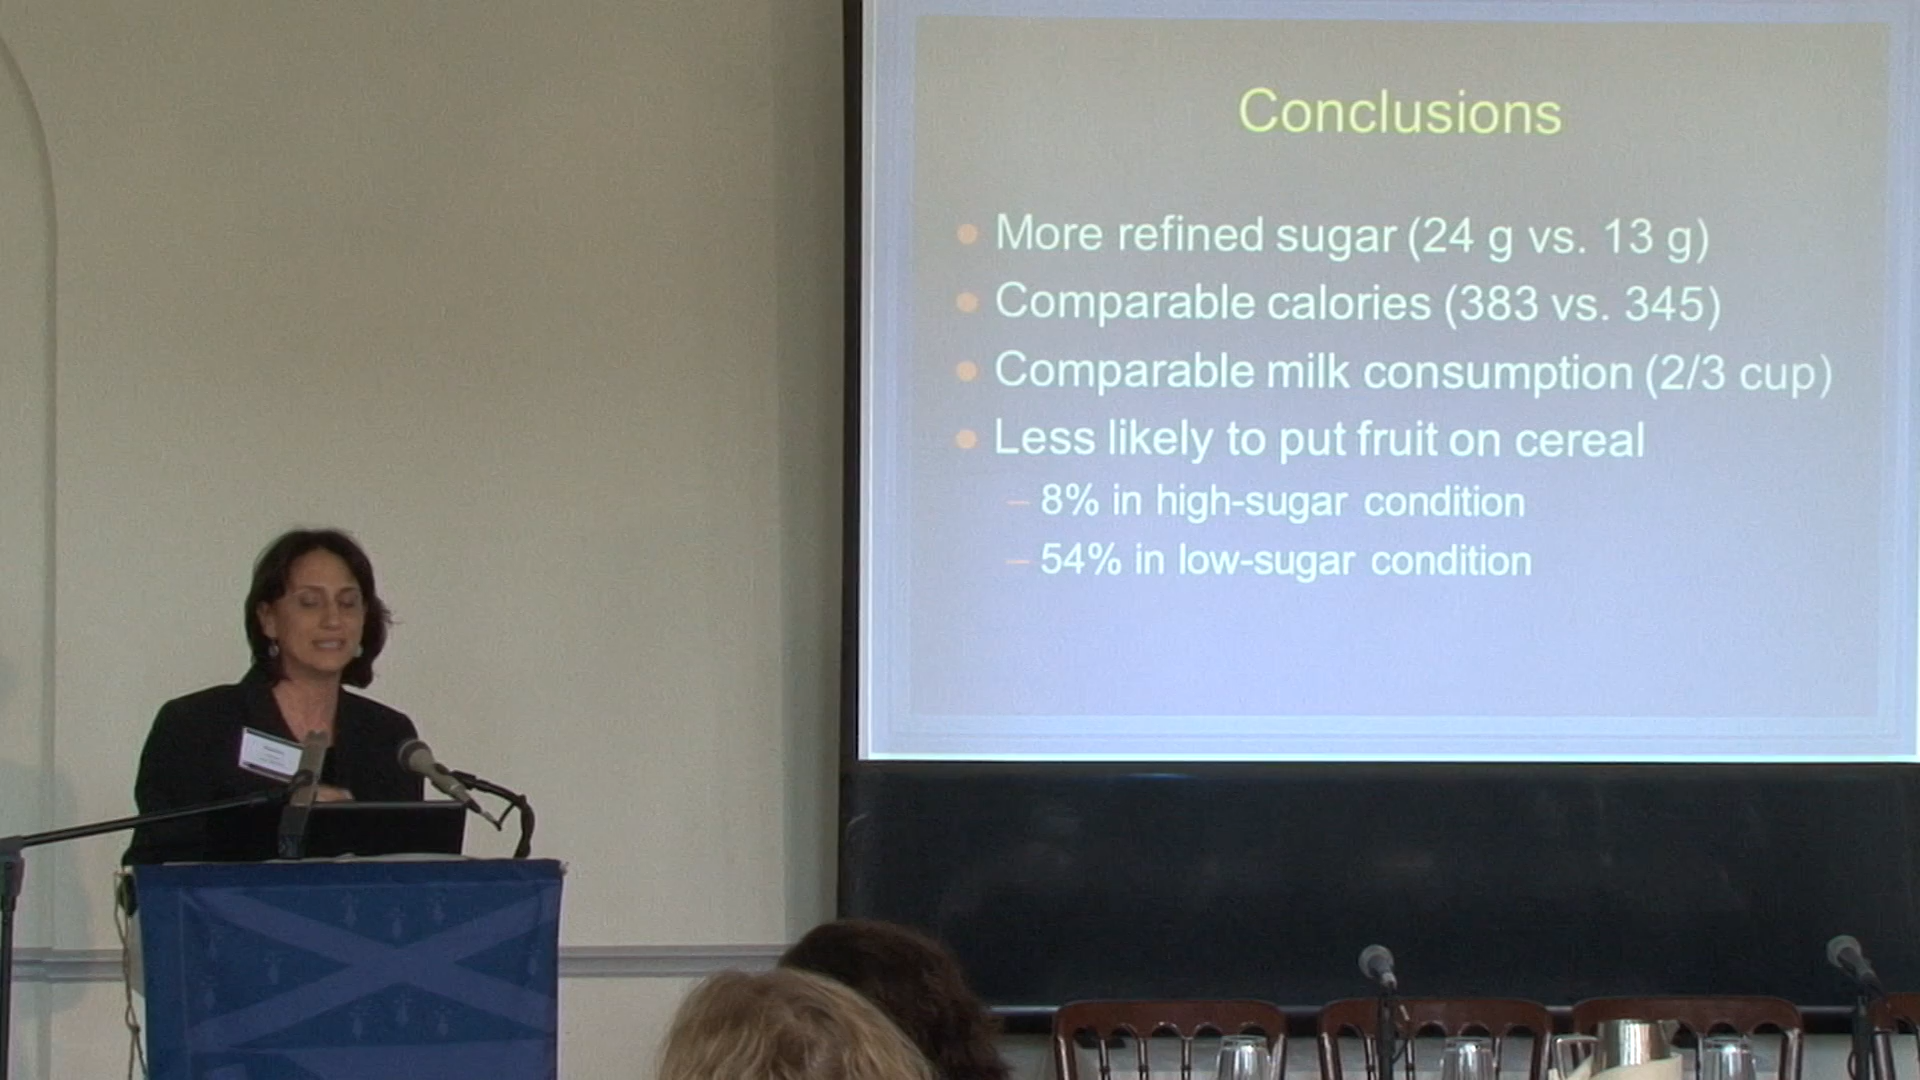 Conclusions
More refined sugar (24 g vs. 13 g)
Comparable calories (383 vs. 345)
Comparable milk consumption (2/3 cup)
Less likely to put fruit on cereal
– 8% in high-sugar condition
– 54% in low-sugar condition